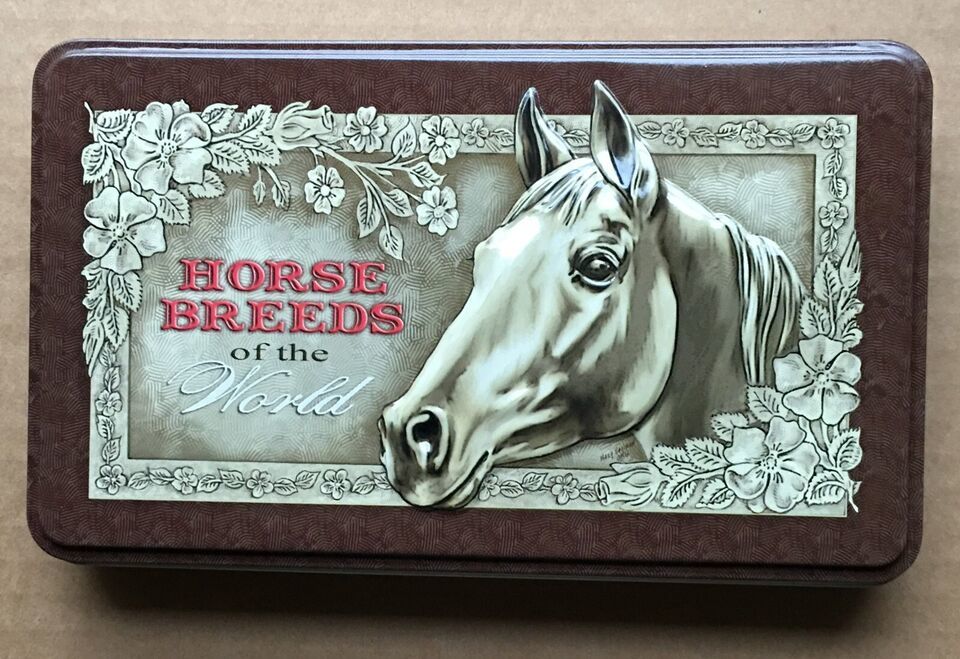 HORSE
BREEDS
of the
World